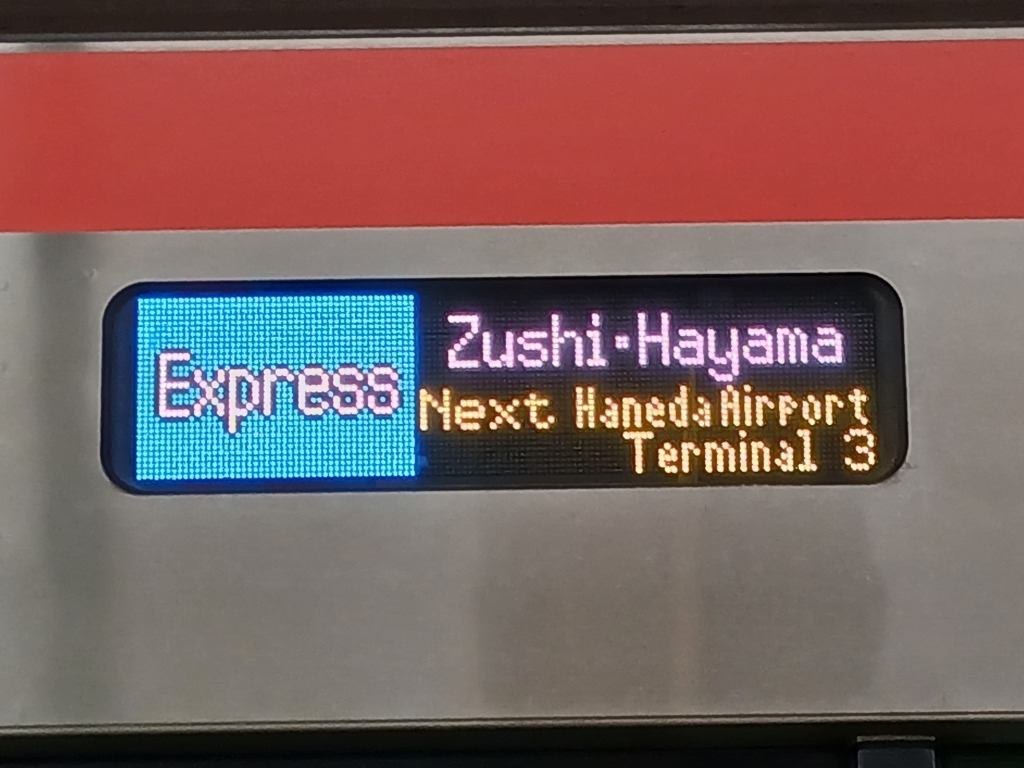 Express
Zushi·Hayama
Next Haneda Airport
Terminal 3